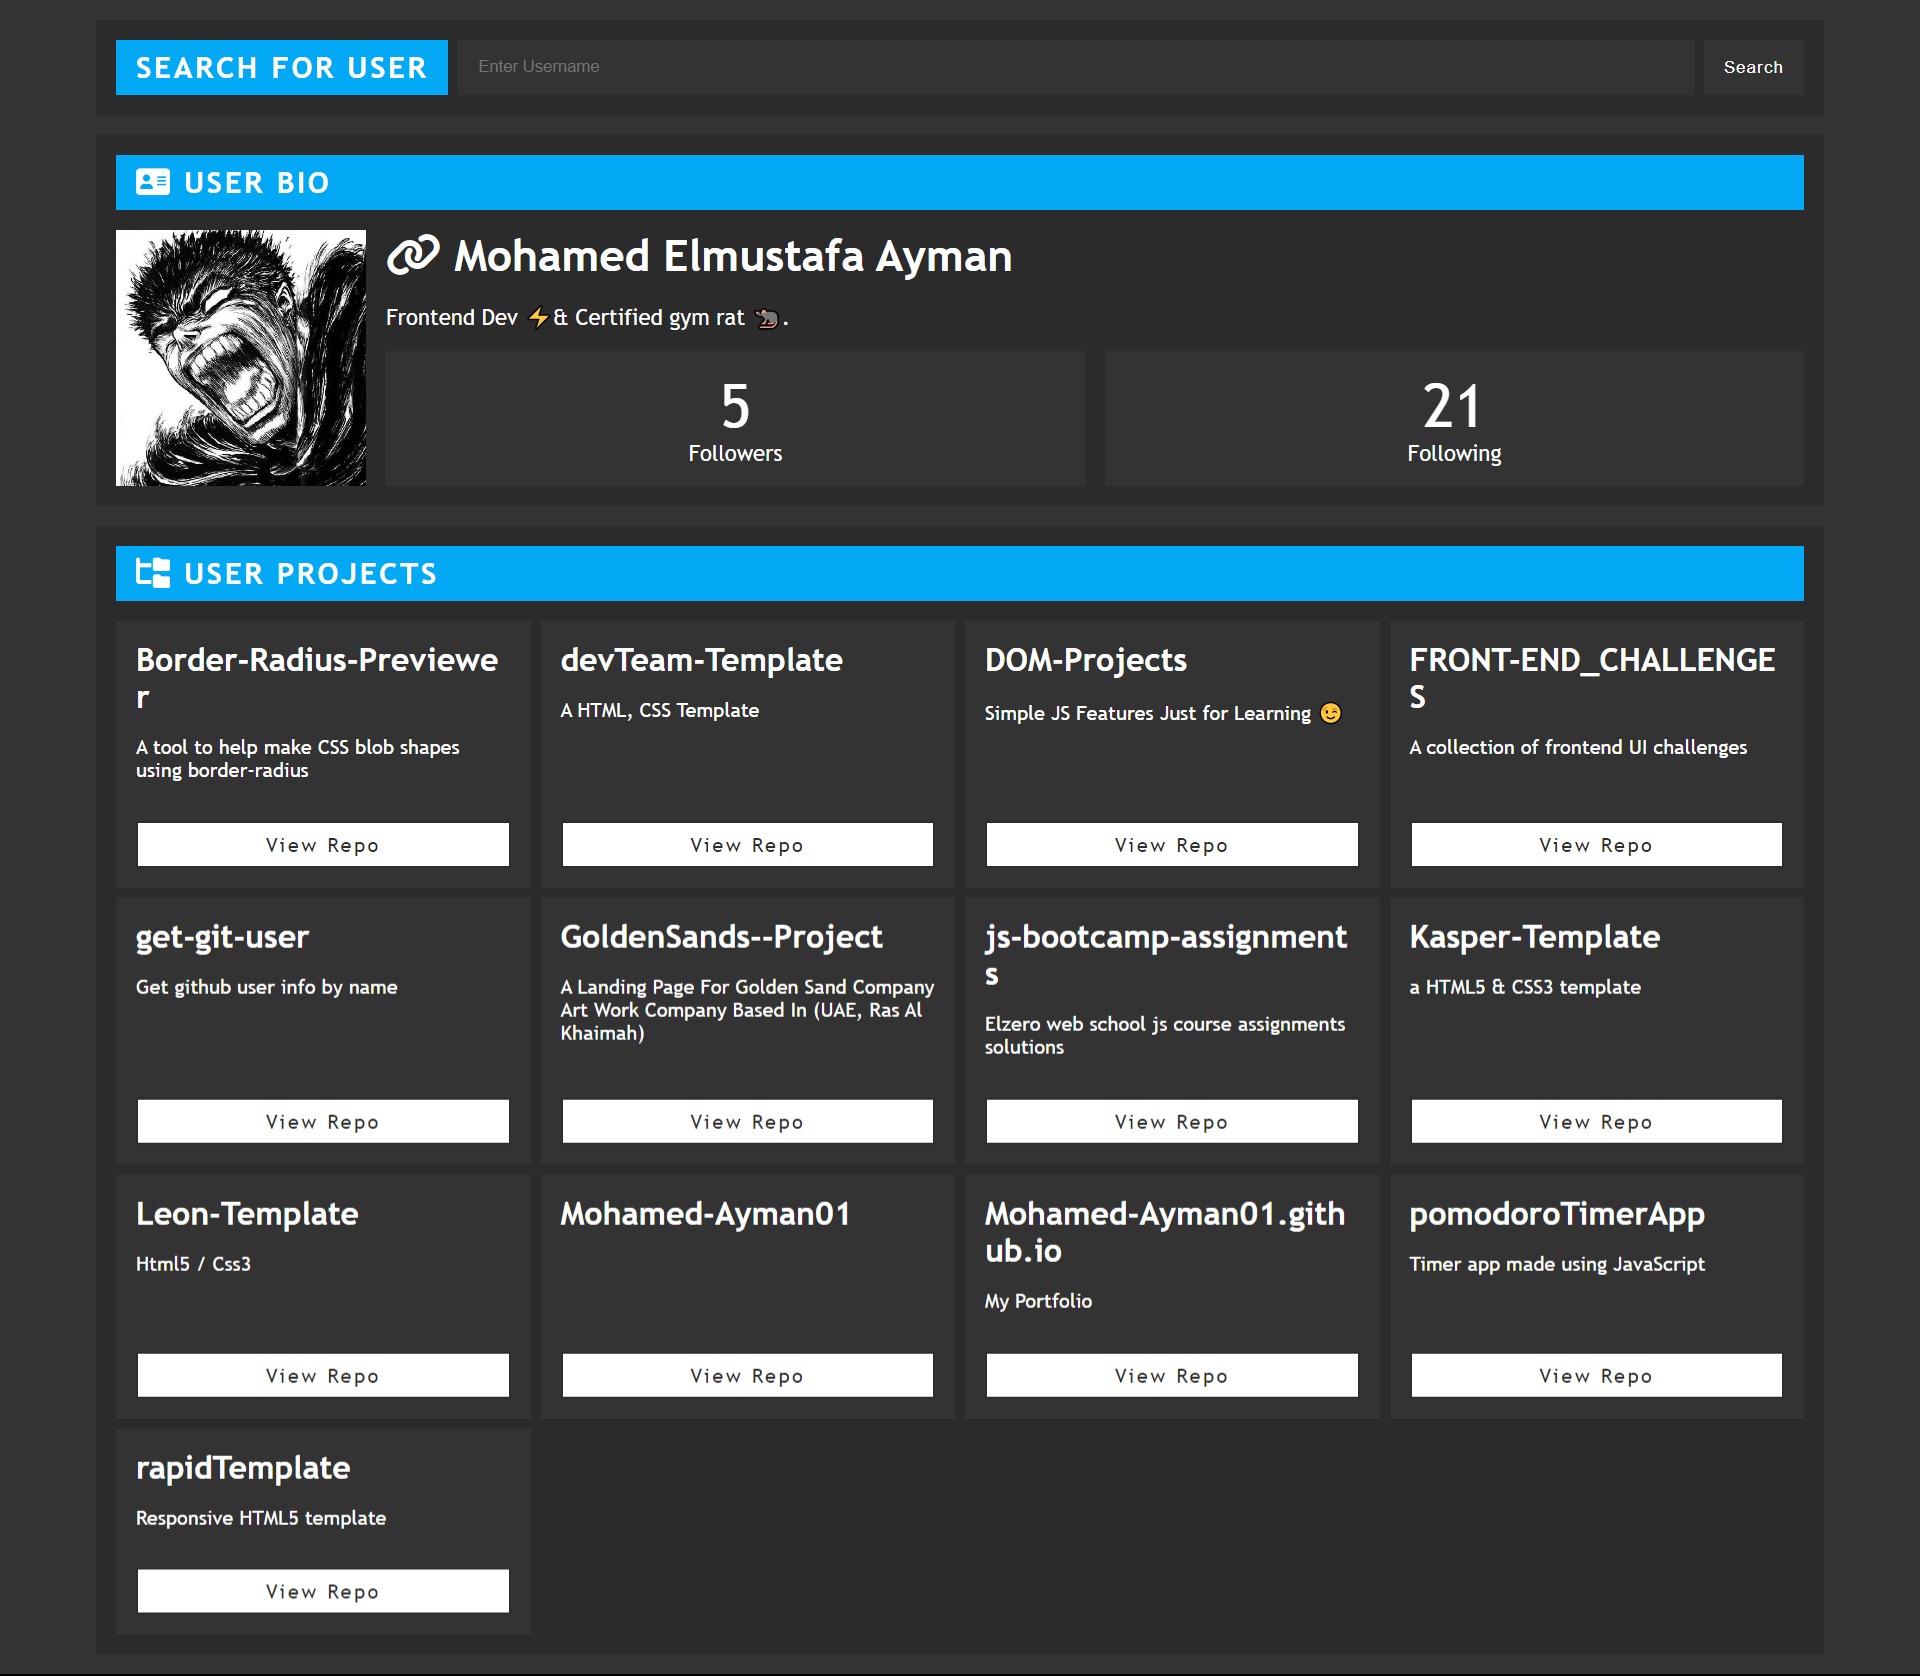 SEARCH FOR USER
Enter Username
Search
USER BIO
Mohamed Elmustafa Ayman
Frontend Dev ⚡& Certified gym rat 🐀.
5
Followers
21
Following
USER PROJECTS
Border-Radius-Previewe
r
A tool to help make CSS blob shapes
using border-radius
View Repo
devTeam-Template
A HTML, CSS Template
View Repo
DOM-Projects
Simple JS Features Just for Learning 😉
View Repo
FRONT-END_CHALLENGE
S
A collection of frontend UI challenges
View Repo
get-git-user
Get github user info by name
View Repo
GoldenSands--Project
A Landing Page For Golden Sand Company
Art Work Company Based In (UAE, Ras Al
Khaimah)
View Repo
js-bootcamp-assignment
s
Elzero web school js course assignments
solutions
View Repo
Kasper-Template
a HTML5 & CSS3 template
View Repo
Leon-Template
Html5 / Css3
View Repo
Mohamed-Ayman01
View Repo
Mohamed-Ayman01.gith
ub.io
My Portfolio
View Repo
pomodoroTimerApp
Timer app made using JavaScript
View Repo
rapidTemplate
Responsive HTML5 template
View Repo